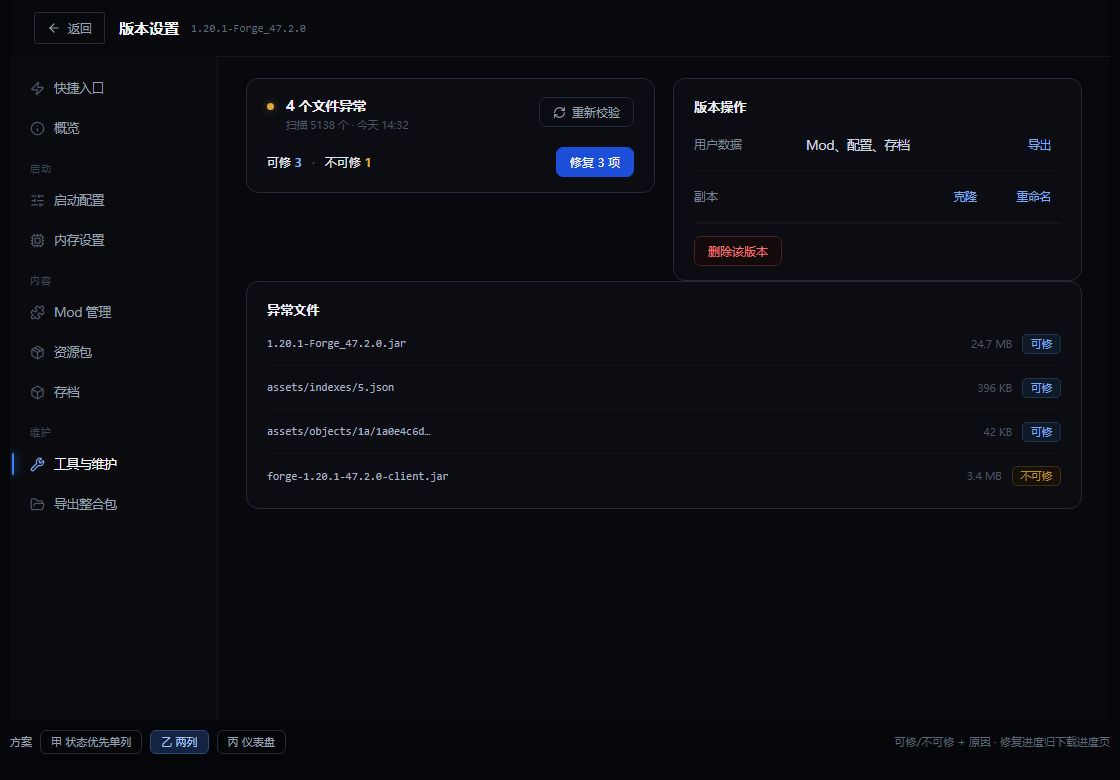 返回 版本设置 1.20.1-Forge_47.2.0
快捷入口
概览
启动
启动配置
内存设置
内容
Mod 管理
资源包
存档
维护
工具与维护
导出整合包
4 个文件异常
扫描 5138 个 · 今天 14:32
重新校验
可修 3 · 不可修 1
修复 3 项
版本操作
用户数据 Mod、配置、存档 导出
副本 克隆 重命名
删除该版本
异常文件
1.20.1-Forge_47.2.0.jar 24.7 MB 可修
assets/indexes/5.json 396 KB 可修
assets/objects/1a/1a0e4c6d… 42 KB 可修
forge-1.20.1-47.2.0-client.jar 3.4 MB 不可修
方案 甲 状态优先单列 乙 两列 丙 仪表盘
可修/不可修 + 原因 · 修复进度归下载进度页